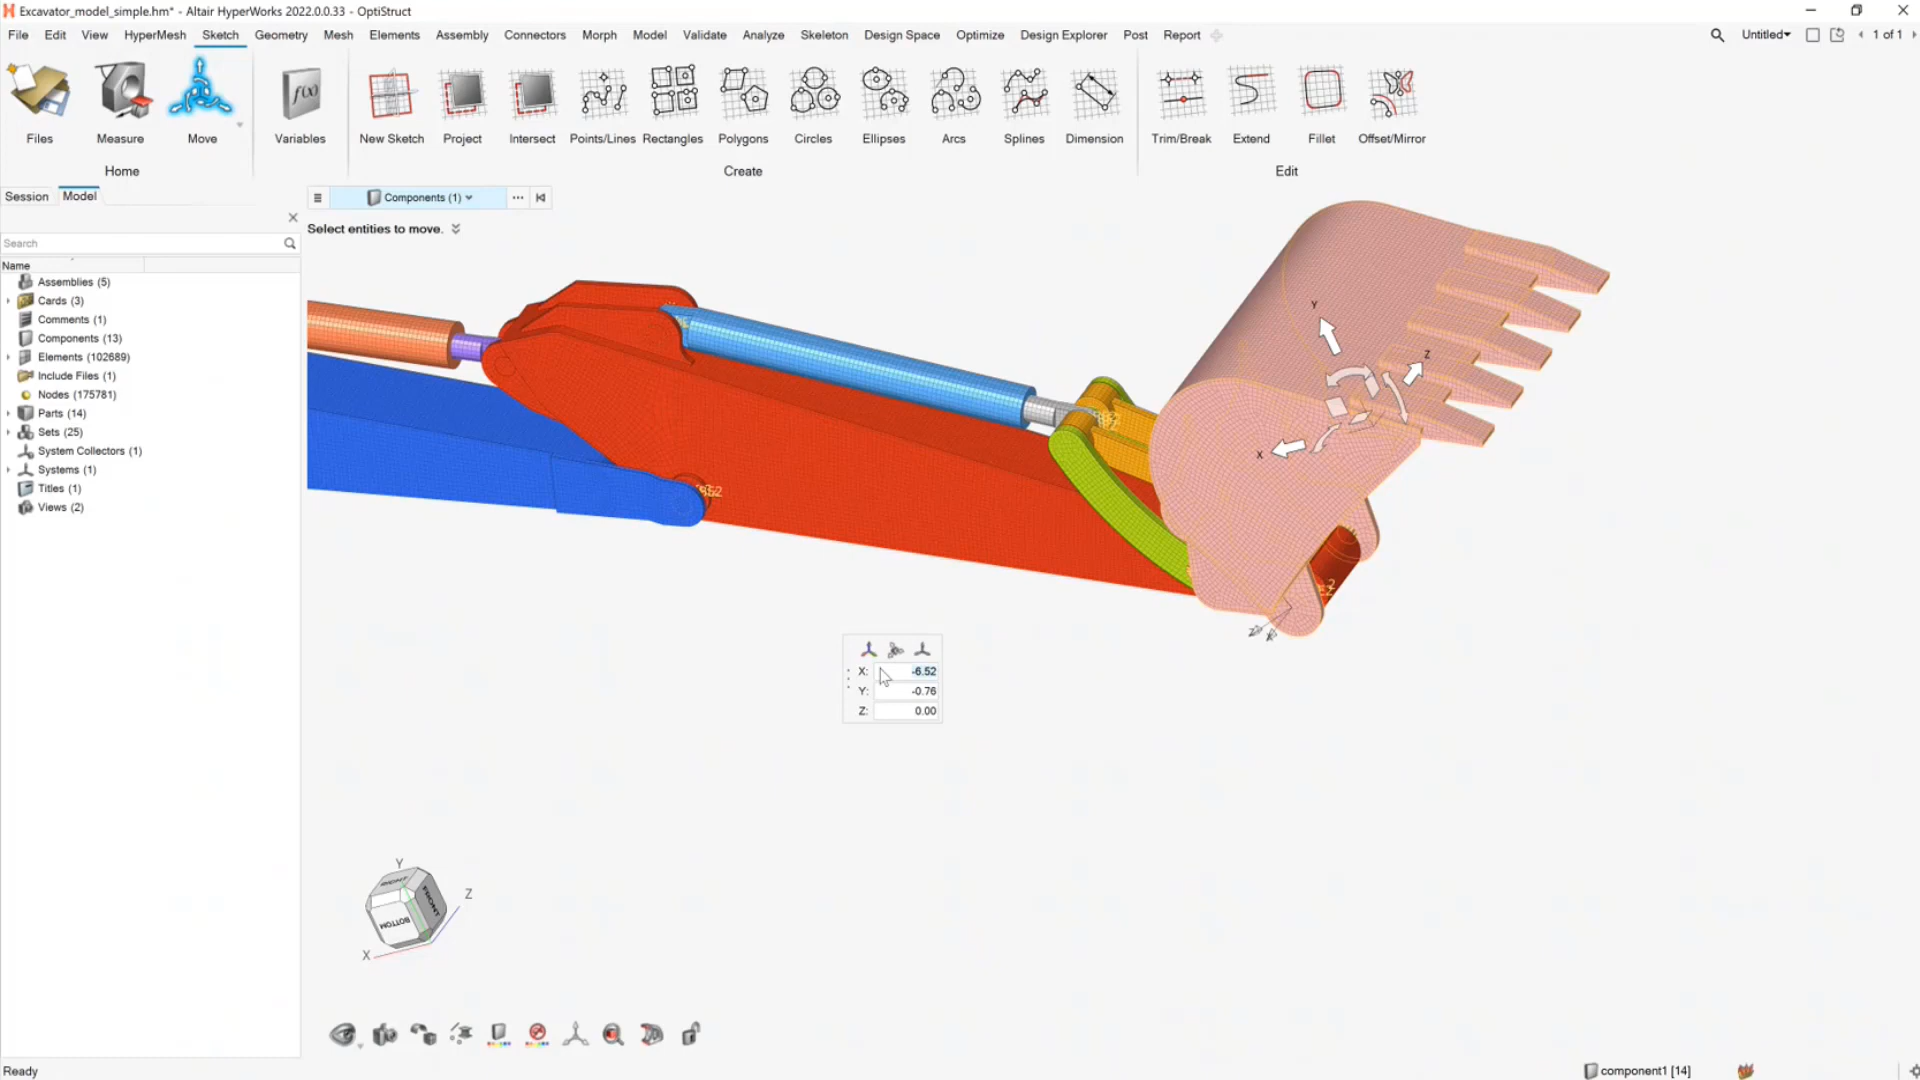 Excavator_model_simple.hm* - Altair HyperWorks 2022.0.0.33 - OptiStruct
File Edit View HyperMesh Sketch Geometry Mesh Elements Assembly Connectors Morph Model Validate Analyze Skeleton Design Space Optimize Design Explorer Post Report Untitled 1 of 1
f(x)
Files Measure Move Variables New Sketch Project Intersect Points/Lines Rectangles Polygons Circles Ellipses Arcs Splines Dimension Trim/Break Extend Fillet Offset/Mirror
Home Create Edit
Session Model
Components (1)
Select entities to move.
Search
Name
Assemblies (5)
Cards (3)
Comments (1)
Components (13)
Elements (102689)
Include Files (1)
Nodes (175781)
Parts (14)
Sets (25)
System Collectors (1)
Systems (1)
Titles (1)
Views (2)
Y
Z
X
X: -6.52
Y: -0.76
Z: 0.00
Y
Z
X
RIGHT
FRONT
BOTTOM
Ready
component1 [14]